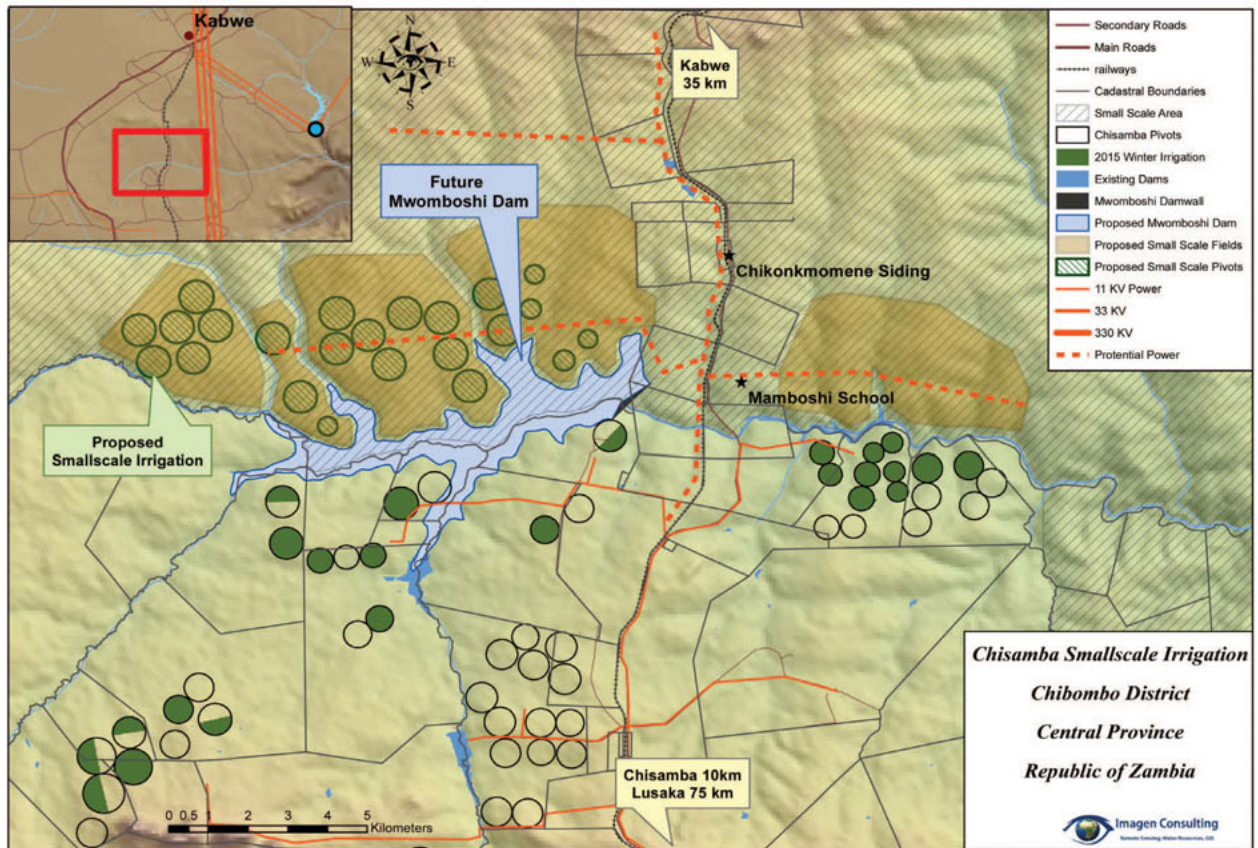 Kabwe
N
W
E
S
Kabwe
35 km
Secondary Roads
Main Roads
railways
Cadastral Boundaries
Small Scale Area
Chisamba Pivots
2015 Winter Irrigation
Existing Dams
Mwomboshi Damwall
Proposed Mwomboshi Dam
Proposed Small Scale Fields
Proposed Small Scale Pivots
11 KV Power
33 KV
330 KV
Protential Power
Future
Mwomboshi Dam
Chikonkmomene Siding
Mamboshi School
Proposed
Smallscale Irrigation
Chisamba 10km
Lusaka 75 km
0 0.5 1 2 3 4 5
Kilometers
Chisamba Smallscale Irrigation
Chibombo District
Central Province
Republic of Zambia
Imagen Consulting